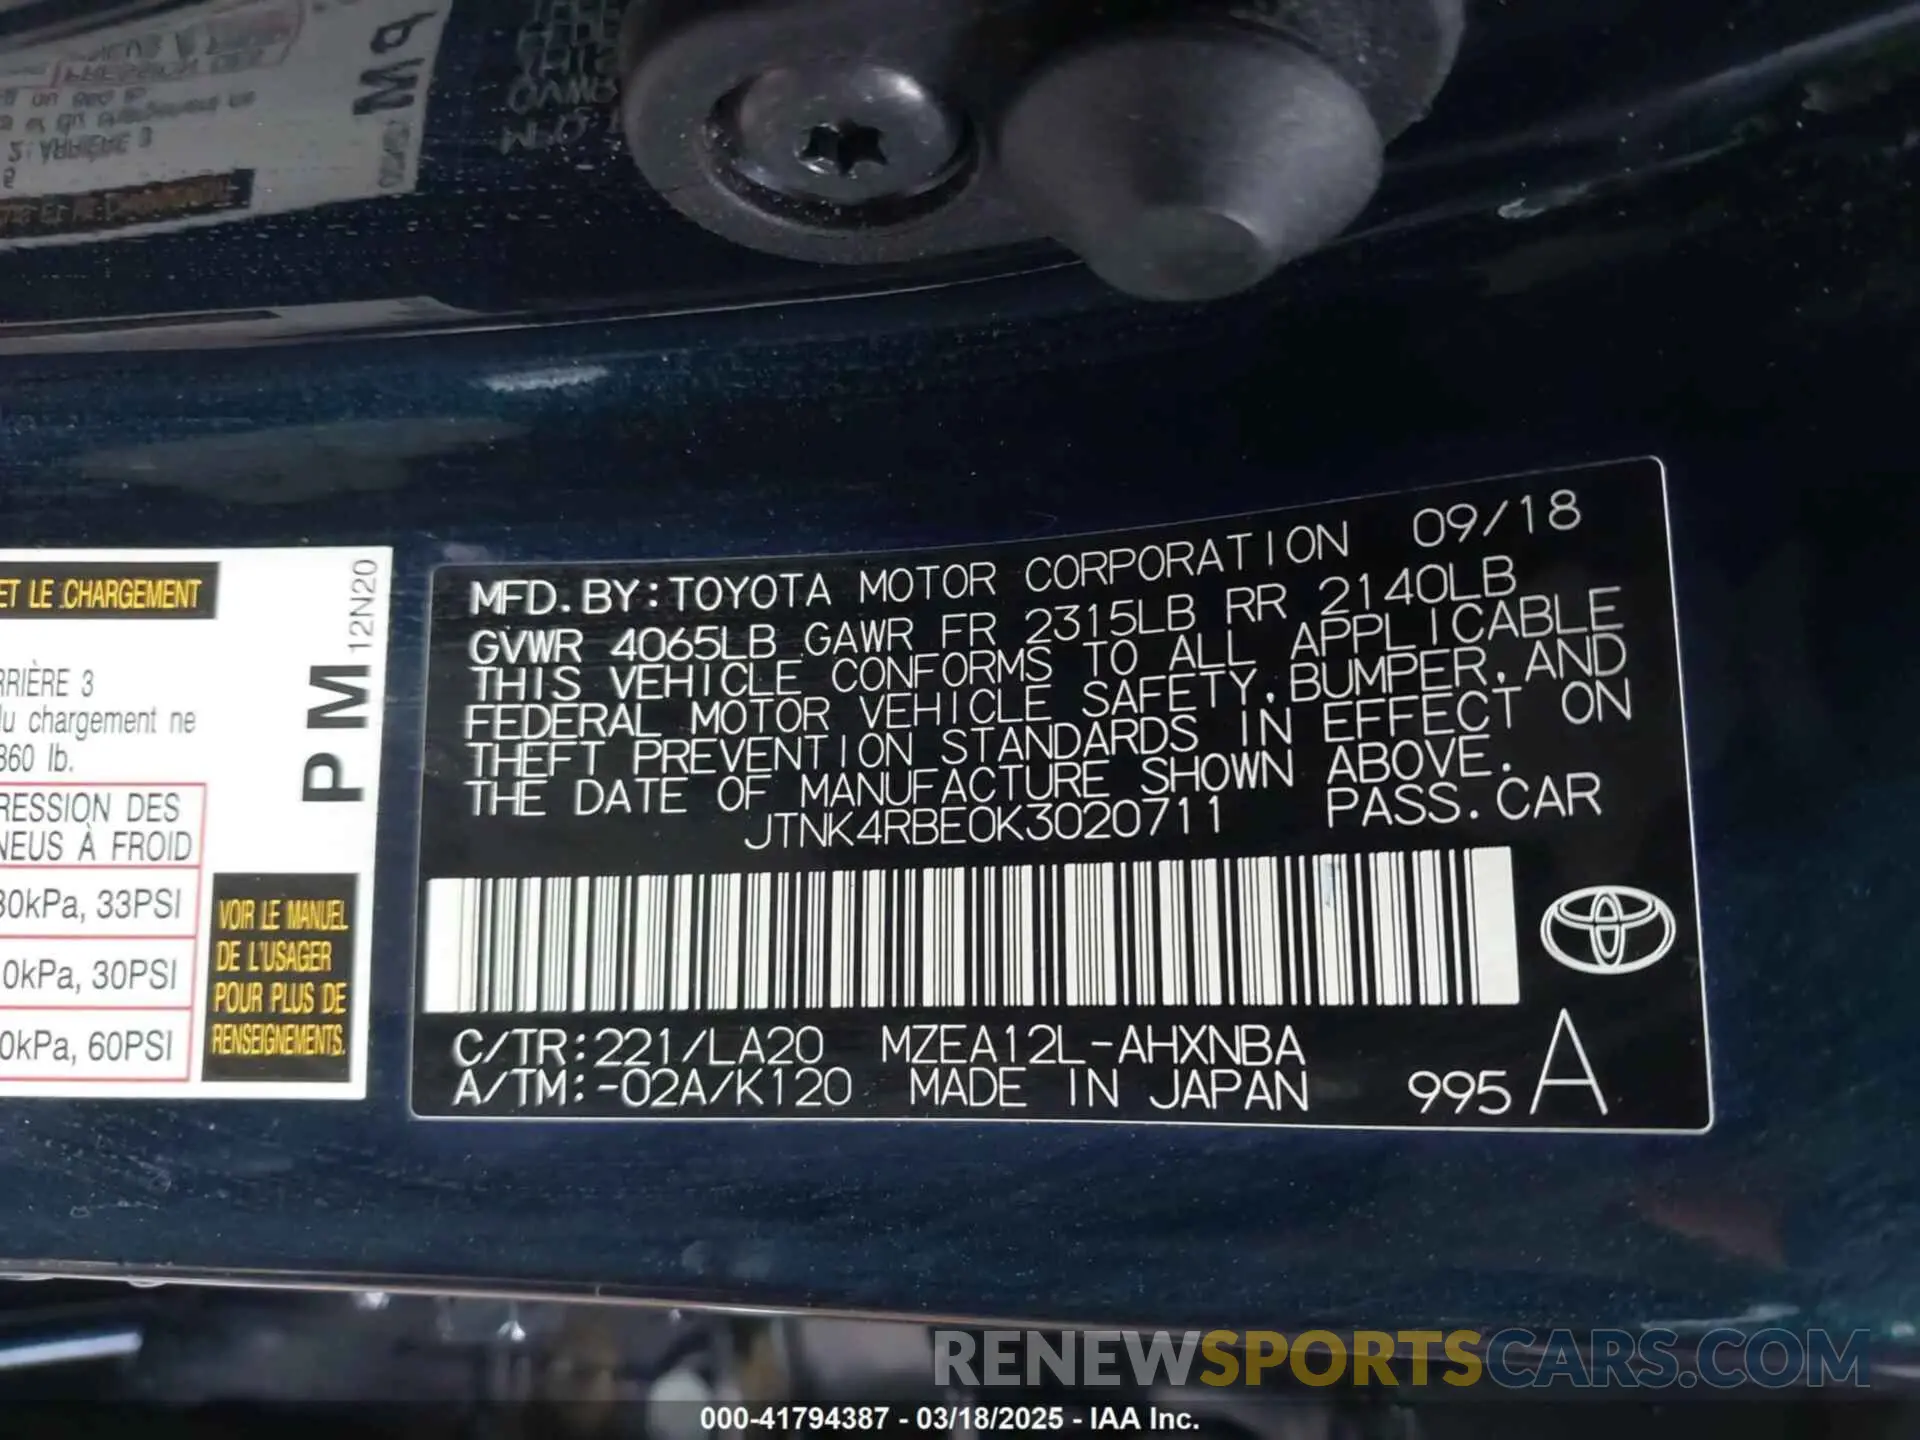 ET LE CHARGEMENT
RRIÈRE 3
du chargement ne
860 lb.
RESSION DES
NEUS À FROID
30kPa, 33PSI
0kPa, 30PSI
0kPa, 60PSI
PM
12N20
VOIR LE MANUEL
DE L'USAGER
POUR PLUS DE
RENSEIGNEMENTS.
MFD. BY: TOYOTA MOTOR CORPORATION 09/18
GVWR 4065LB GAWR FR 2315LB RR 2140LB
THIS VEHICLE CONFORMS TO ALL APPLICABLE
FEDERAL MOTOR VEHICLE SAFETY, BUMPER, AND
THEFT PREVENTION STANDARDS IN EFFECT ON
THE DATE OF MANUFACTURE SHOWN ABOVE.
JTNK4RBE0K3020711 PASS. CAR
C/TR:221/LA20 MZEA12L-AHXNBA
A/TM:-02A/K120 MADE IN JAPAN 995 A
RENEWSPORTSCARS.COM
000-41794387 - 03/18/2025 - IAA Inc.